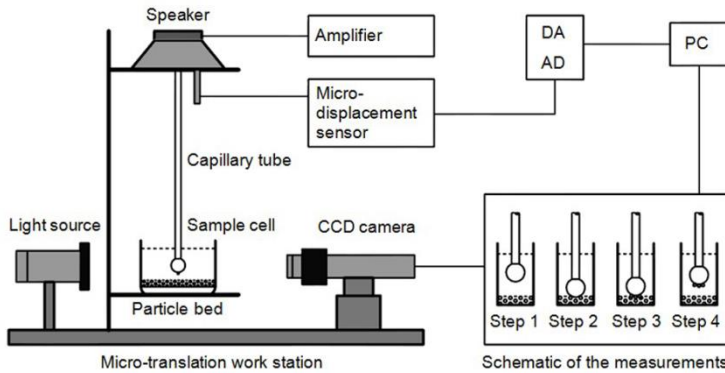 Speaker
Amplifier
DA
AD
PC
Micro-
displacement
sensor
Capillary tube
Light source
Sample cell
CCD camera
Particle bed
Step 1 Step 2 Step 3 Step 4
Micro-translation work station
Schematic of the measurements